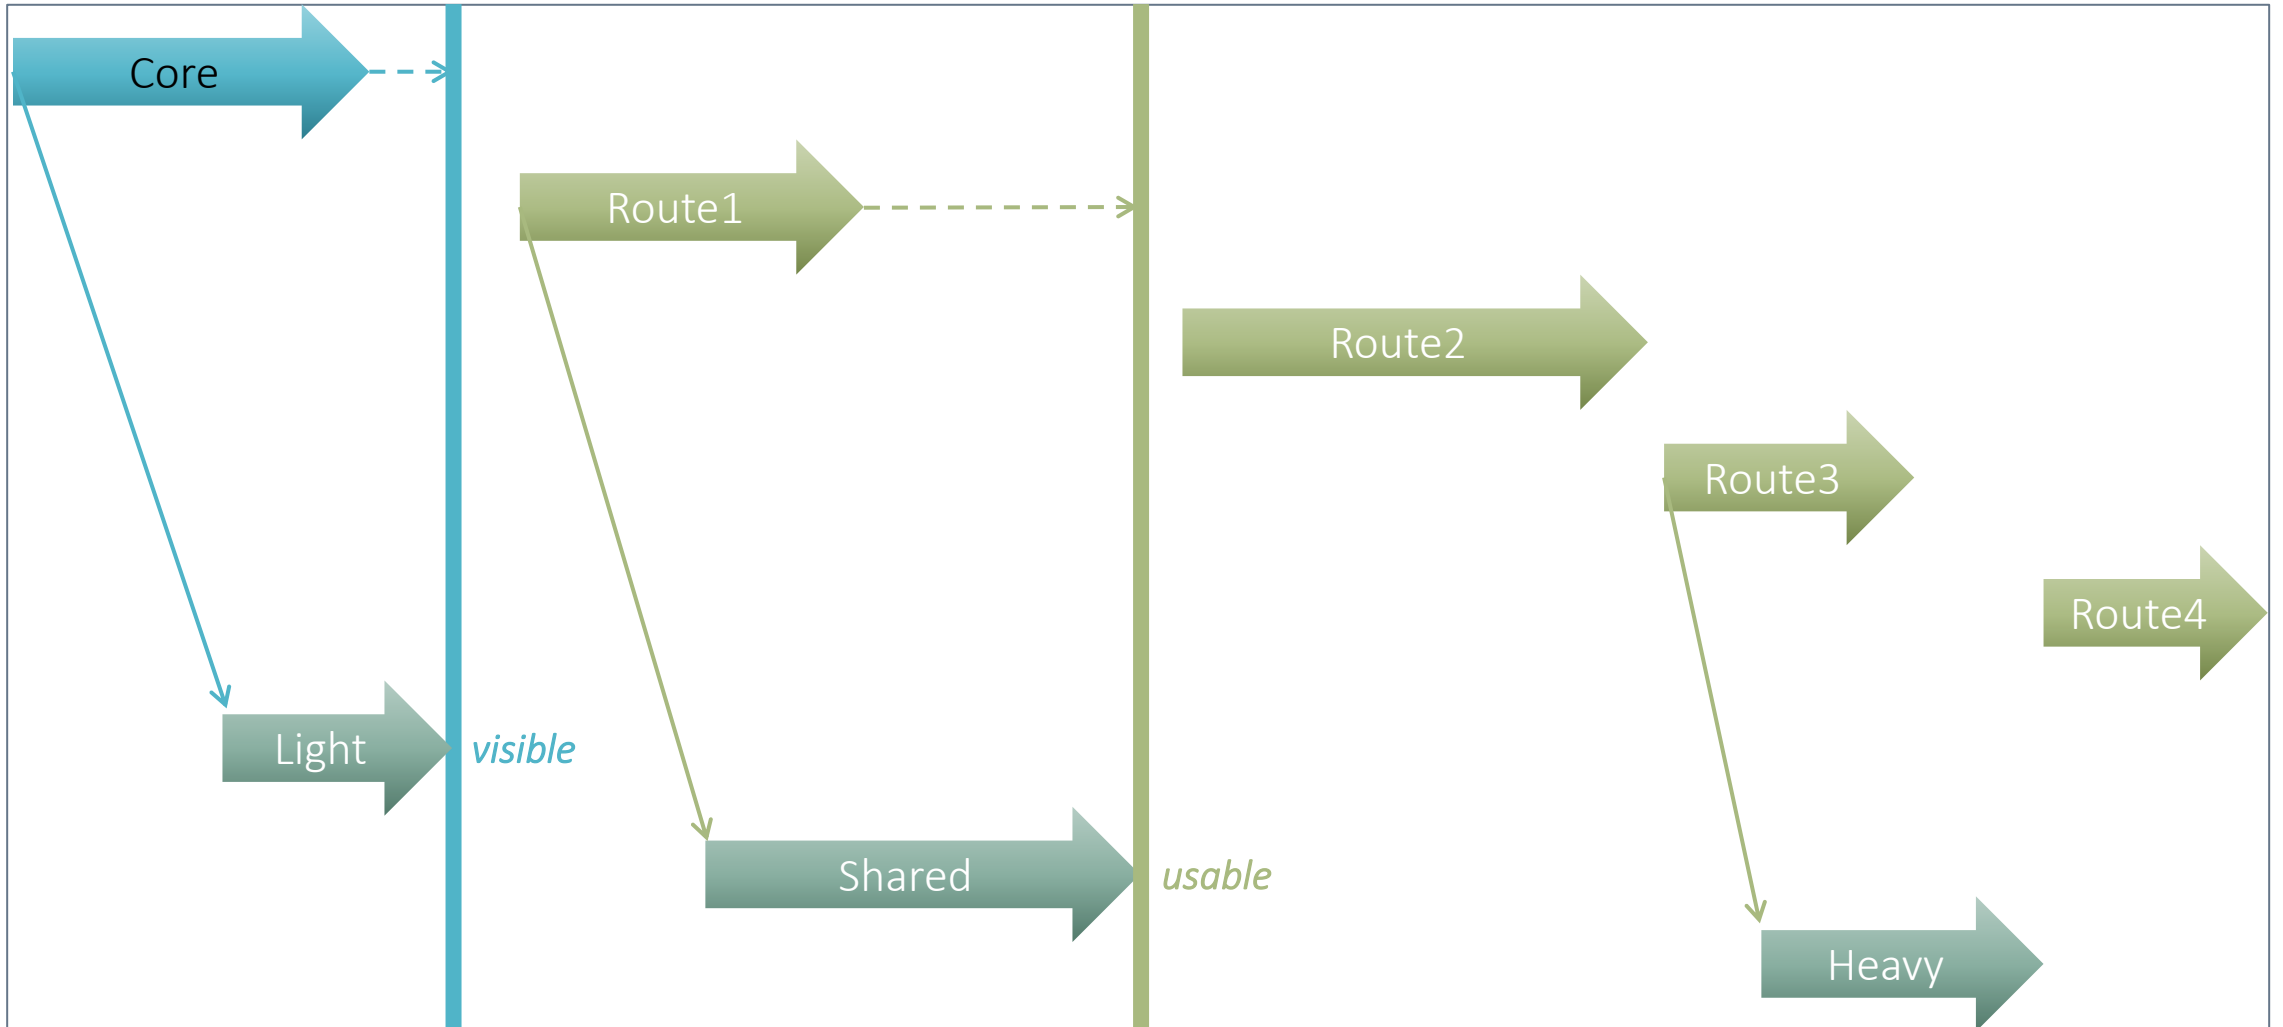 Core
Route1
Route2
Route3
Route4
Light
visible
Shared
usable
Heavy